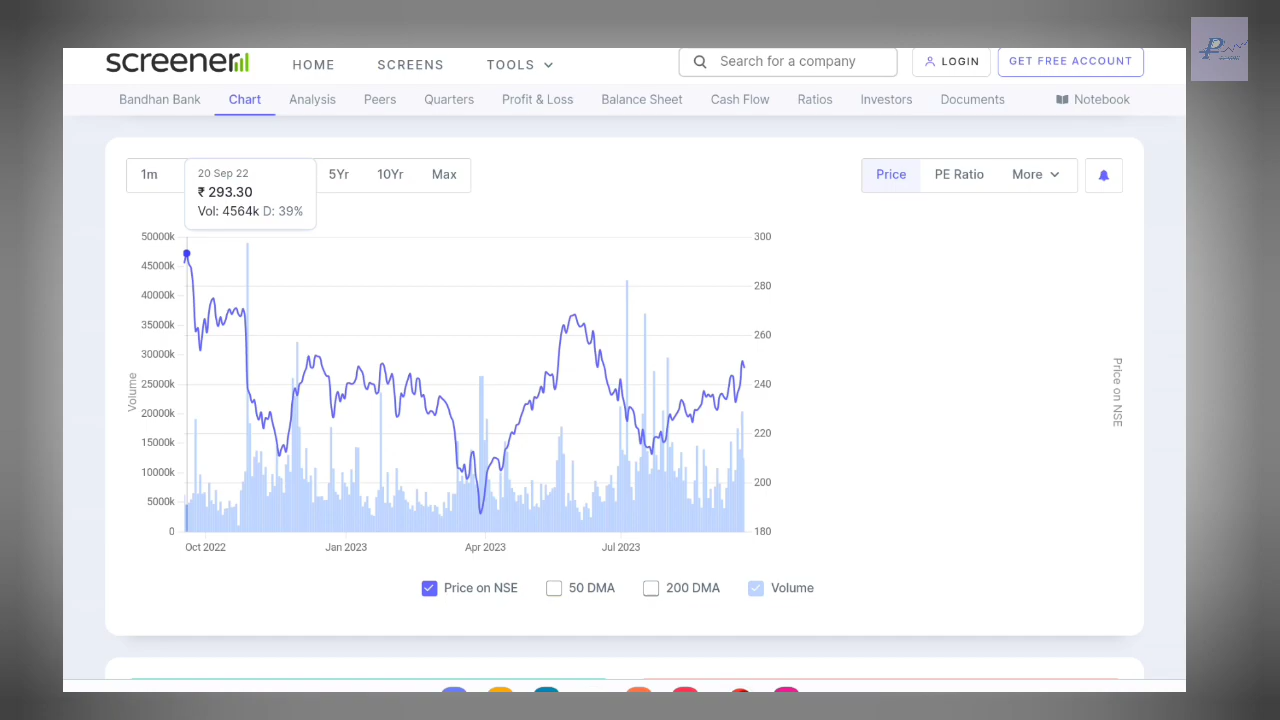 screener
HOME
SCREENS
TOOLS
Search for a company
LOGIN
GET FREE ACCOUNT
Bandhan Bank
Chart
Analysis
Peers
Quarters
Profit & Loss
Balance Sheet
Cash Flow
Ratios
Investors
Documents
Notebook
1m
20 Sep 22
₹ 293.30
Vol: 4564k D: 39%
5Yr
10Yr
Max
Price
PE Ratio
More
50000k
45000k
40000k
35000k
30000k
25000k
20000k
15000k
10000k
5000k
0
Volume
300
280
260
240
220
200
180
Price on NSE
Oct 2022
Jan 2023
Apr 2023
Jul 2023
Price on NSE
50 DMA
200 DMA
Volume